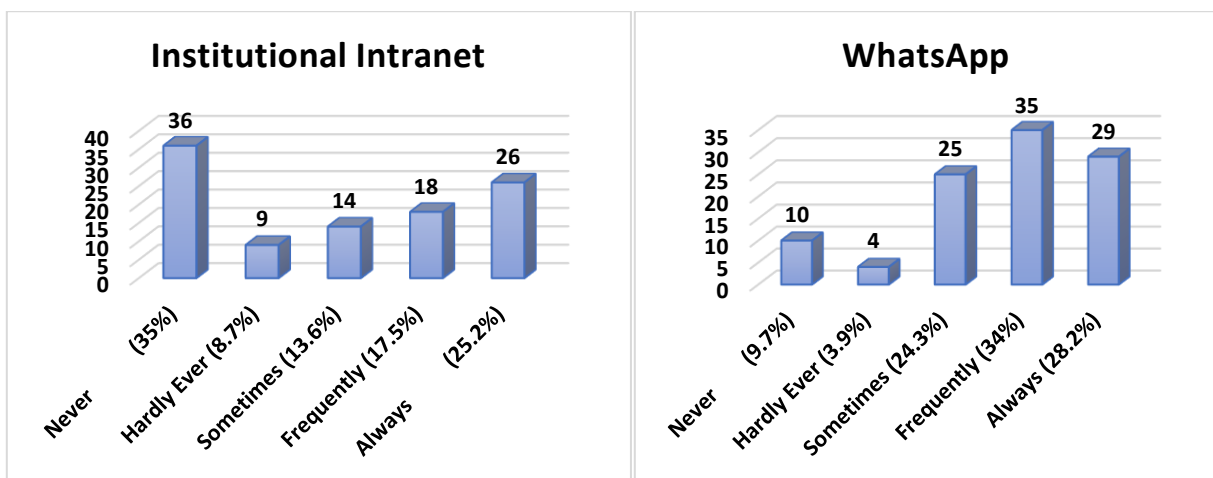 Institutional Intranet
40
35
30
25
20
15
10
5
0
36
9
14
18
26
Never (35%)
Hardly Ever (8.7%)
Sometimes (13.6%)
Frequently (17.5%)
Always (25.2%)
WhatsApp
35
30
25
20
15
10
5
0
10
4
25
35
29
Never (9.7%)
Hardly Ever (3.9%)
Sometimes (24.3%)
Frequently (34%)
Always (28.2%)